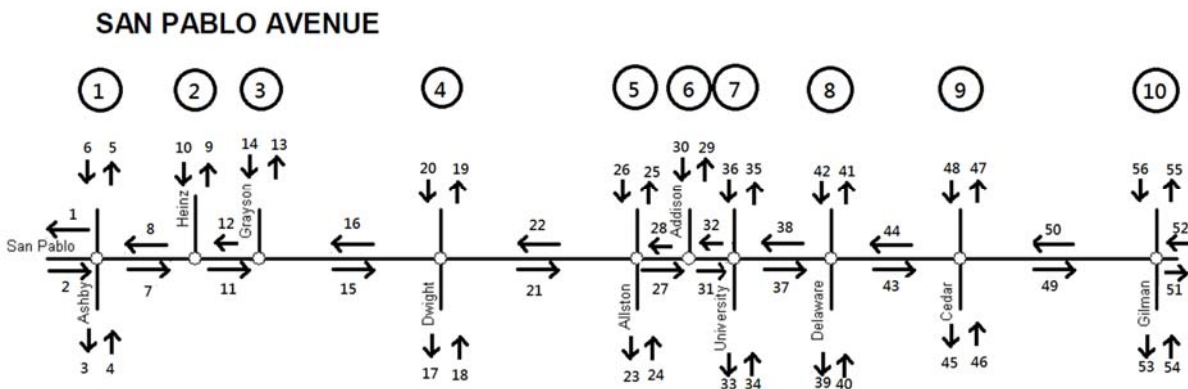 SAN PABLO AVENUE
1 2 3 4 5 6 7 8 9 10
6 5 10 9 14 13 20 19 26 25 30 29 36 35 42 41 48 47 56 55
Heinz Grayson Addison
1 8 12 16 22 28 32 38 44 50 52
San Pablo
2 7 11 15 21 27 31 37 43 49 51
Ashby Dwight Allston University Delaware Cedar Gilman
3 4 17 18 23 24 33 34 39 40 45 46 53 54